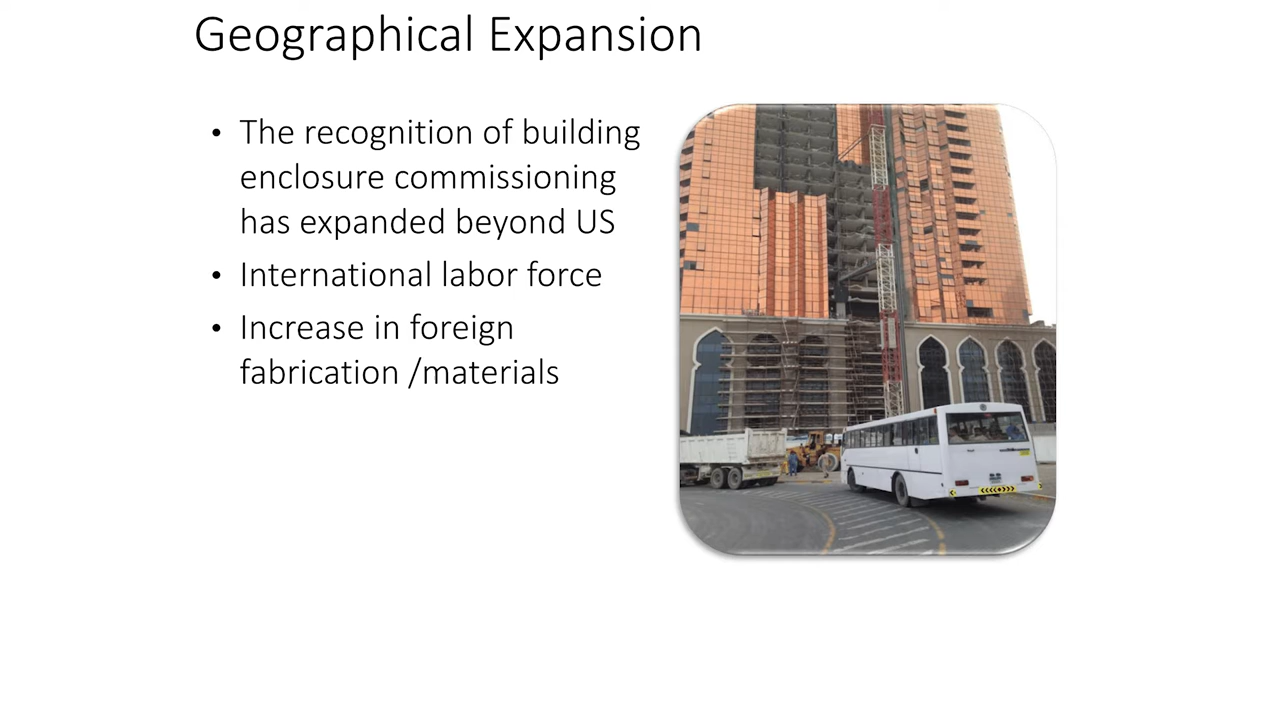 Geographical Expansion
• The recognition of building
enclosure commissioning
has expanded beyond US
• International labor force
• Increase in foreign
fabrication /materials